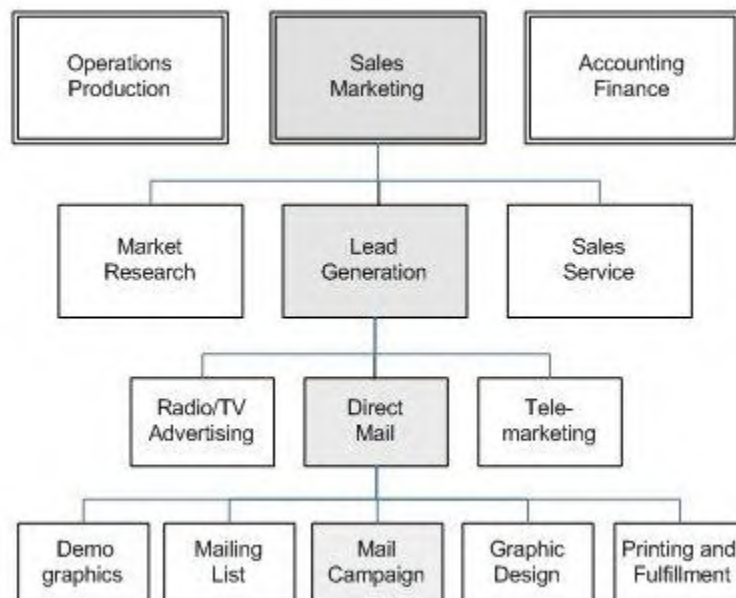 Operations
Production
Sales
Marketing
Accounting
Finance
Market
Research
Lead
Generation
Sales
Service
Radio/TV
Advertising
Direct
Mail
Tele-
marketing
Demo
graphics
Mailing
List
Mail
Campaign
Graphic
Design
Printing and
Fulfillment